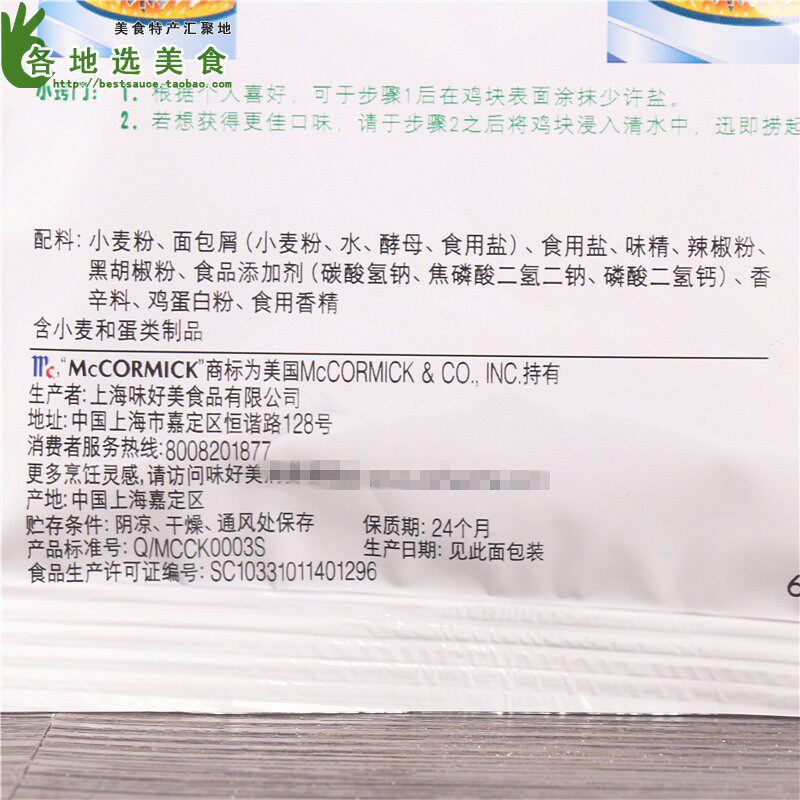 美食特产汇聚地
各地选美食
http://bestsauce.taobao.com
小窍门：1. 根据个人喜好，可于步骤1后在鸡块表面涂抹少许盐。
2. 若想获得更佳口味，请于步骤2之后将鸡块浸入清水中，迅即捞起
配料: 小麦粉、面包屑(小麦粉、水、酵母、食用盐)、食用盐、味精、辣椒粉、
黑胡椒粉、食品添加剂(碳酸氢钠、焦磷酸二氢二钠、磷酸二氢钙)、香
辛料、鸡蛋白粉、食用香精
含小麦和蛋类制品
Mc,"McCORMICK"商标为美国McCORMICK & CO., INC.持有
生产者: 上海味好美食品有限公司
地址: 中国上海市嘉定区恒谐路128号
消费者服务热线: 8008201877
更多烹饪灵感, 请访问味好美
产地: 中国上海嘉定区
贮存条件: 阴凉、干燥、通风处保存 保质期: 24个月
产品标准号: Q/MCCK0003S 生产日期: 见此面包装
食品生产许可证编号: SC10331011401296
6